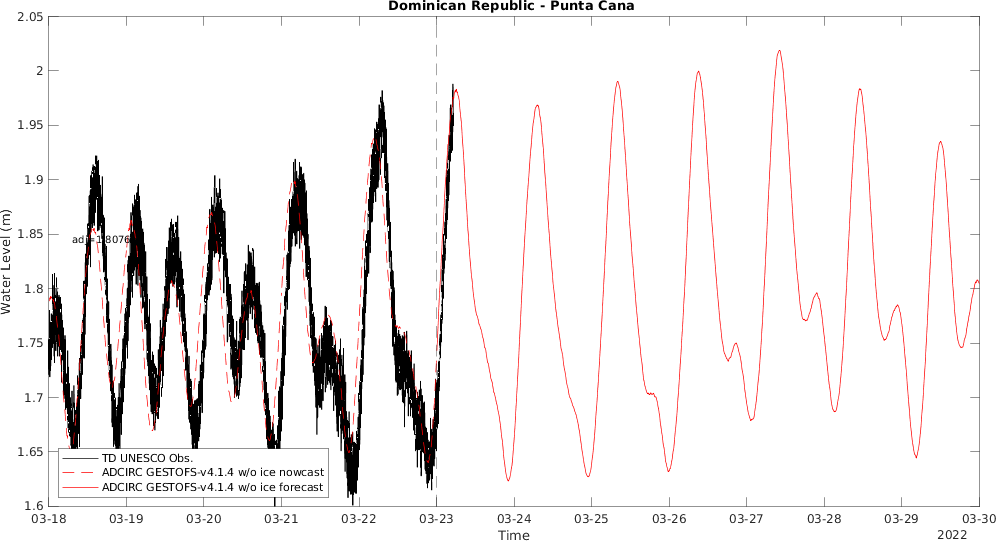 Dominican Republic - Punta Cana
2.05
2
1.95
1.9
1.85
1.8
1.75
1.7
1.65
1.6
Water Level (m)
adj=1.8076
TD UNESCO Obs.
ADCIRC GESTOFS-v4.1.4 w/o ice nowcast
ADCIRC GESTOFS-v4.1.4 w/o ice forecast
03-18 03-19 03-20 03-21 03-22 03-23 03-24 03-25 03-26 03-27 03-28 03-29 03-30
Time
2022